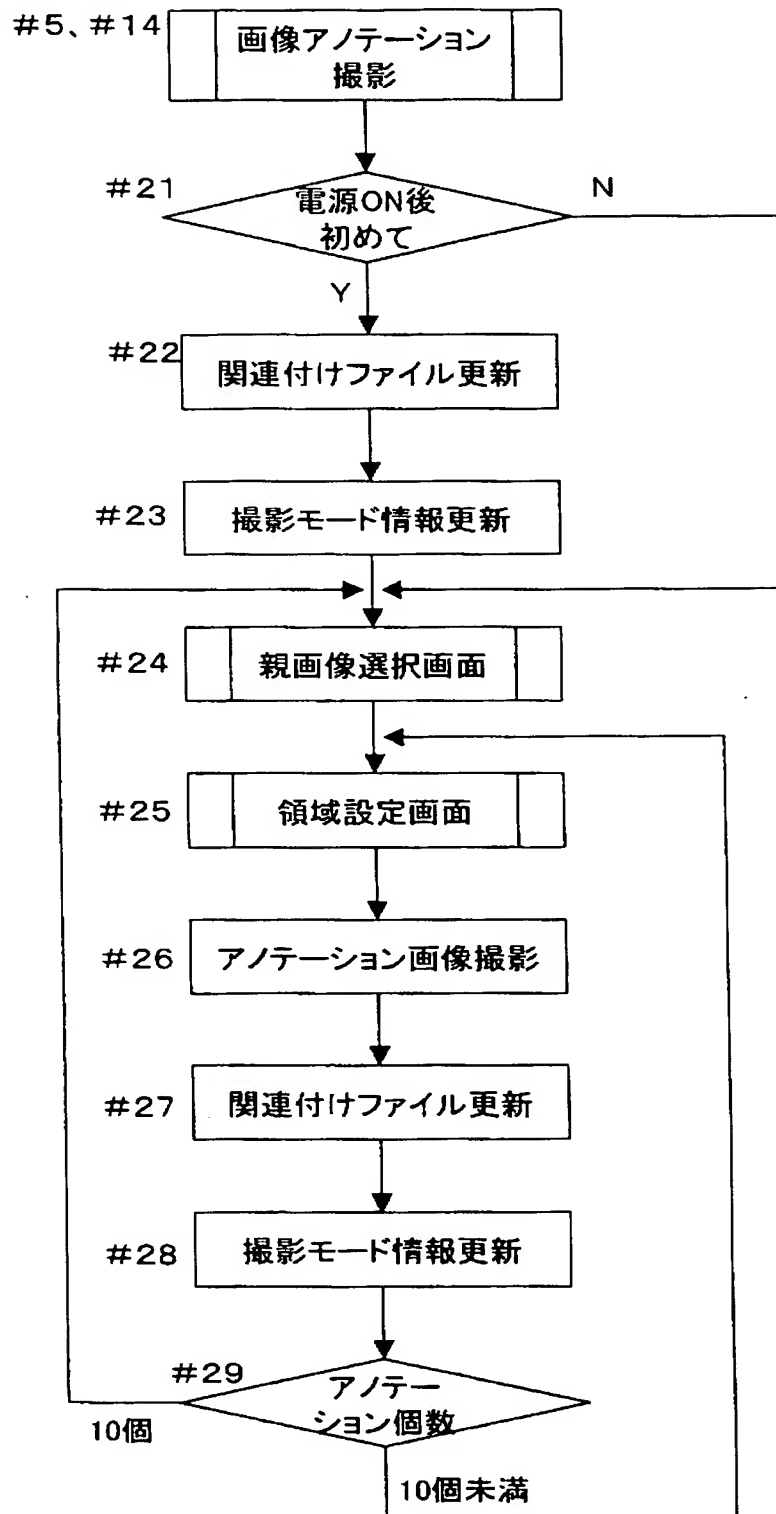 #5、#14
画像アノテーション
撮影
#21
電源ON後
初めて
N
Y
#22
関連付けファイル更新
#23
撮影モード情報更新
#24
親画像選択画面
#25
領域設定画面
#26
アノテーション画像撮影
#27
関連付けファイル更新
#28
撮影モード情報更新
#29
アノテー
ション個数
10個
10個未満